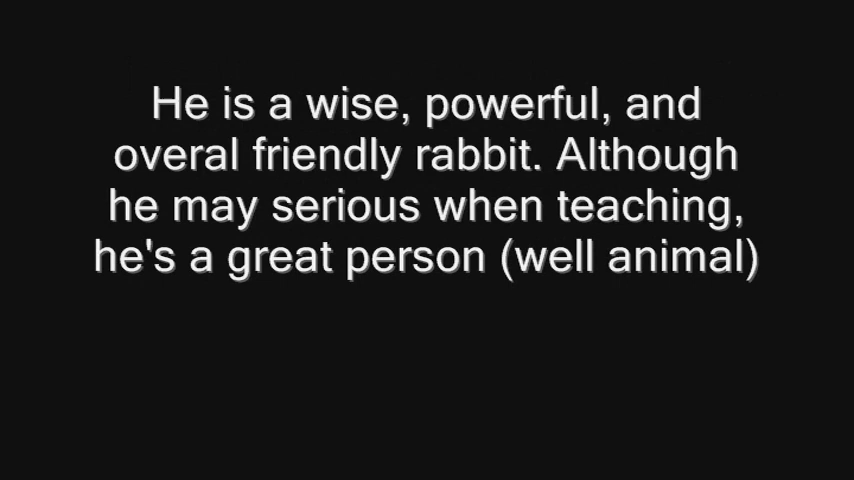 He is a wise, powerful, and
overal friendly rabbit. Although
he may serious when teaching,
he's a great person (well animal)